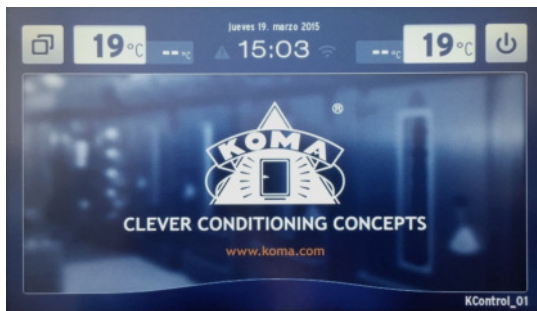 Jueves 19. marzo 2015
19°C
--°C
15:03
--°C
19°C
KOMA
®
CLEVER CONDITIONING CONCEPTS
www.koma.com
KControl_01